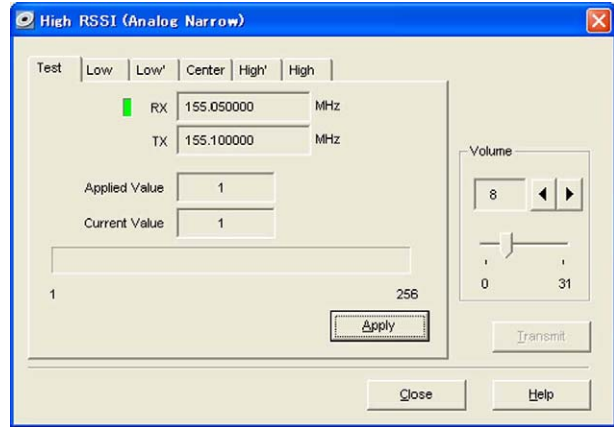 High RSSI (Analog Narrow)
Test Low Low' Center High' High
RX 155.050000 MHz
TX 155.100000 MHz
Volume
8
Applied Value 1
Current Value 1
0 31
1 256
Apply
Transmit
Close Help